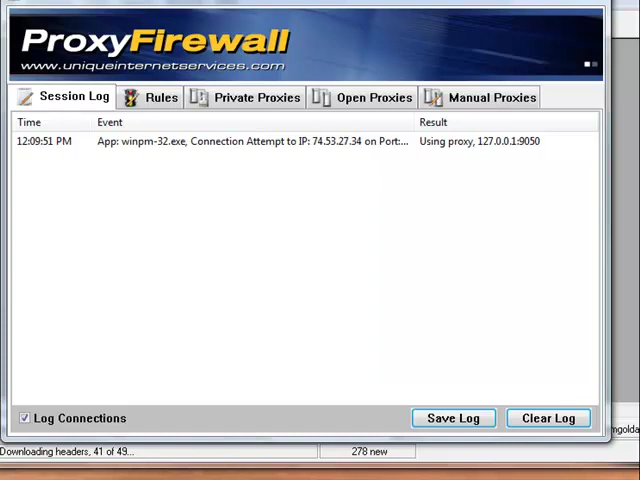 ProxyFirewall
www.uniqueinternetservices.com
Session Log Rules Private Proxies Open Proxies Manual Proxies
Time Event Result
12:09:51 PM App: winpm-32.exe, Connection Attempt to IP: 74.53.27.34 on Port:... Using proxy, 127.0.0.1:9050
Log Connections Save Log Clear Log
mgolda
Downloading headers, 41 of 49... 278 new